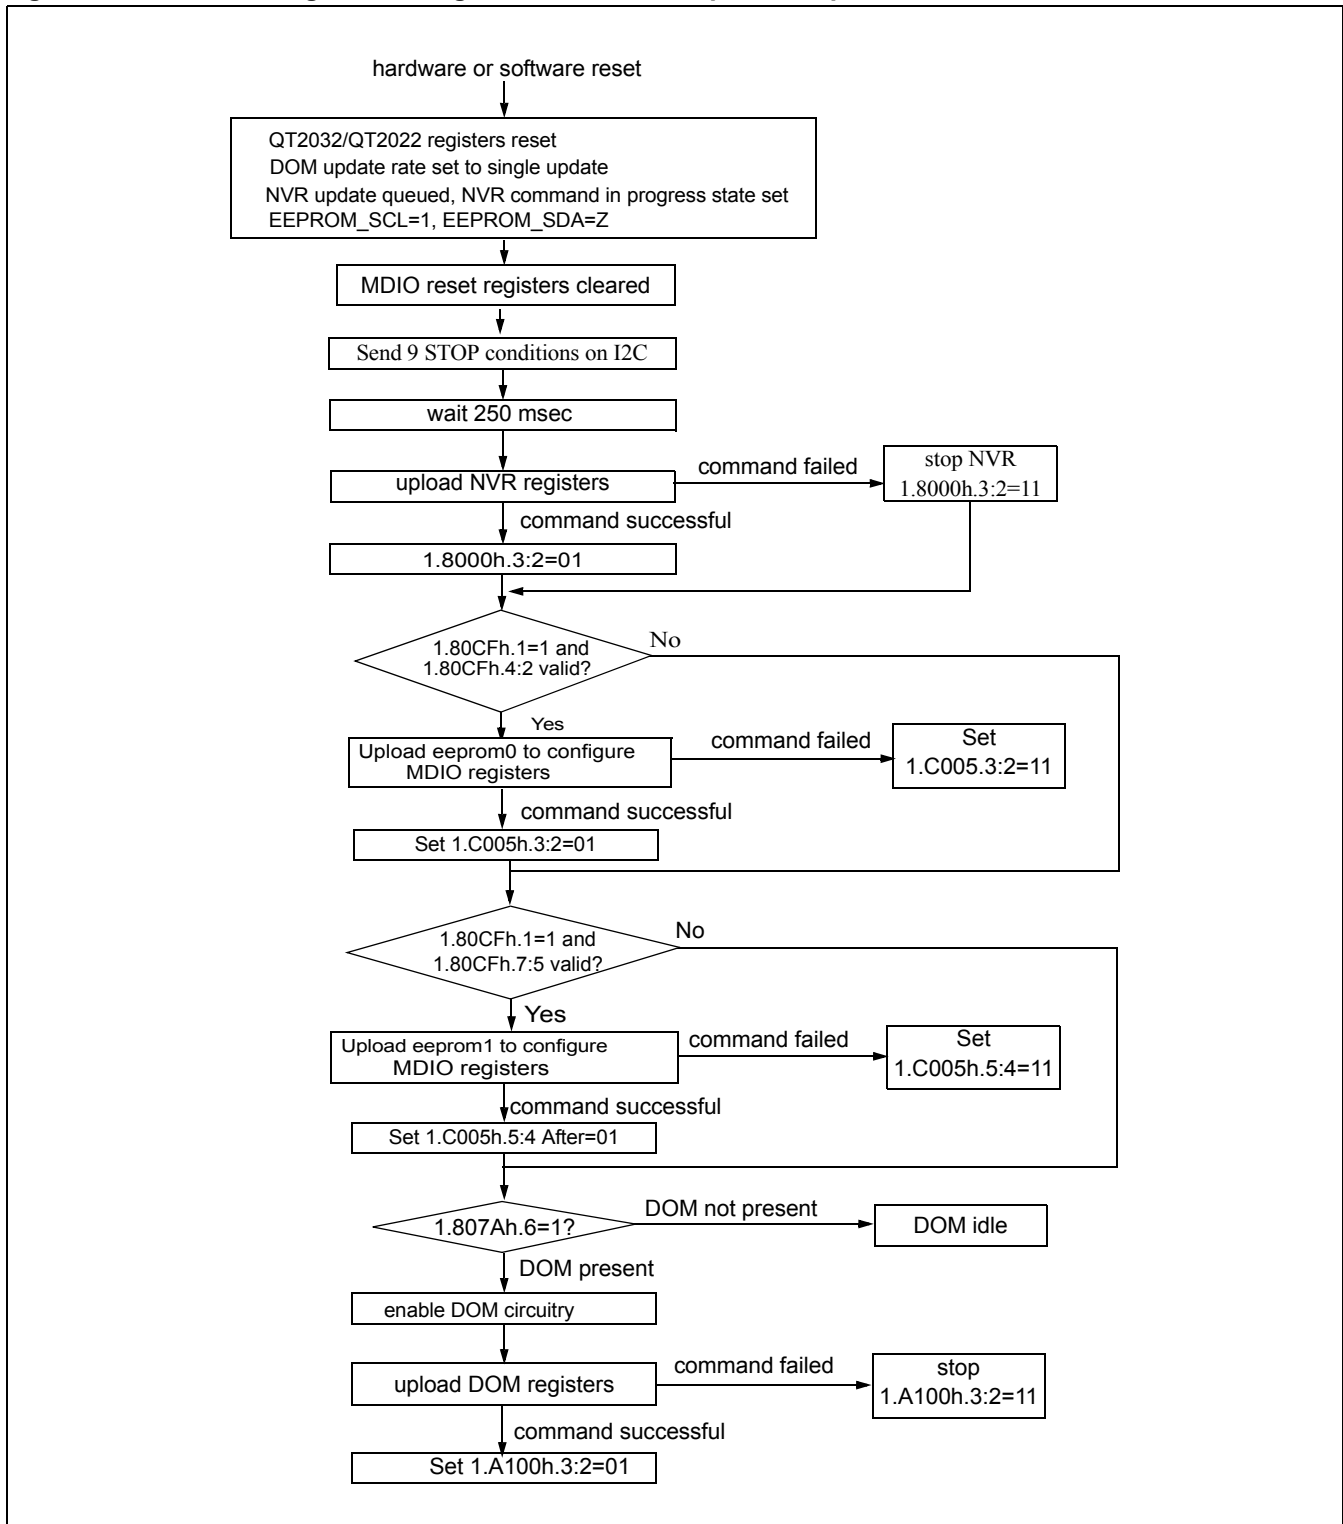 hardware or software reset
QT2032/QT2022 registers reset
DOM update rate set to single update
NVR update queued, NVR command in progress state set
EEPROM_SCL=1, EEPROM_SDA=Z
MDIO reset registers cleared
Send 9 STOP conditions on I2C
wait 250 msec
upload NVR registers
command failed
stop NVR
1.8000h.3:2=11
command successful
1.8000h.3:2=01
1.80CFh.1=1 and
1.80CFh.4:2 valid?
No
Yes
Upload eeprom0 to configure
MDIO registers
command failed
Set
1.C005.3:2=11
command successful
Set 1.C005h.3:2=01
1.80CFh.1=1 and
1.80CFh.7:5 valid?
No
Yes
Upload eeprom1 to configure
MDIO registers
command failed
Set
1.C005h.5:4=11
command successful
Set 1.C005h.5:4 After=01
1.807Ah.6=1?
DOM not present
DOM idle
DOM present
enable DOM circuitry
upload DOM registers
command failed
stop
1.A100h.3:2=11
command successful
Set 1.A100h.3:2=01